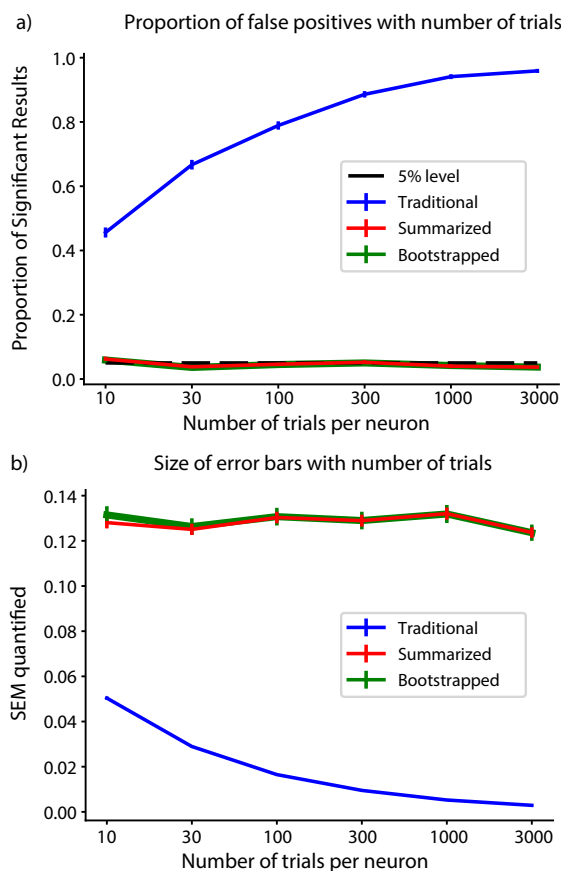 a) Proportion of false positives with number of trials
Proportion of Significant Results
1.0
0.8
0.6
0.4
0.2
0.0
5% level
Traditional
Summarized
Bootstrapped
10 30 100 300 1000 3000
Number of trials per neuron
b) Size of error bars with number of trials
SEM quantified
0.14
0.12
0.10
0.08
0.06
0.04
0.02
0.00
Traditional
Summarized
Bootstrapped
10 30 100 300 1000 3000
Number of trials per neuron